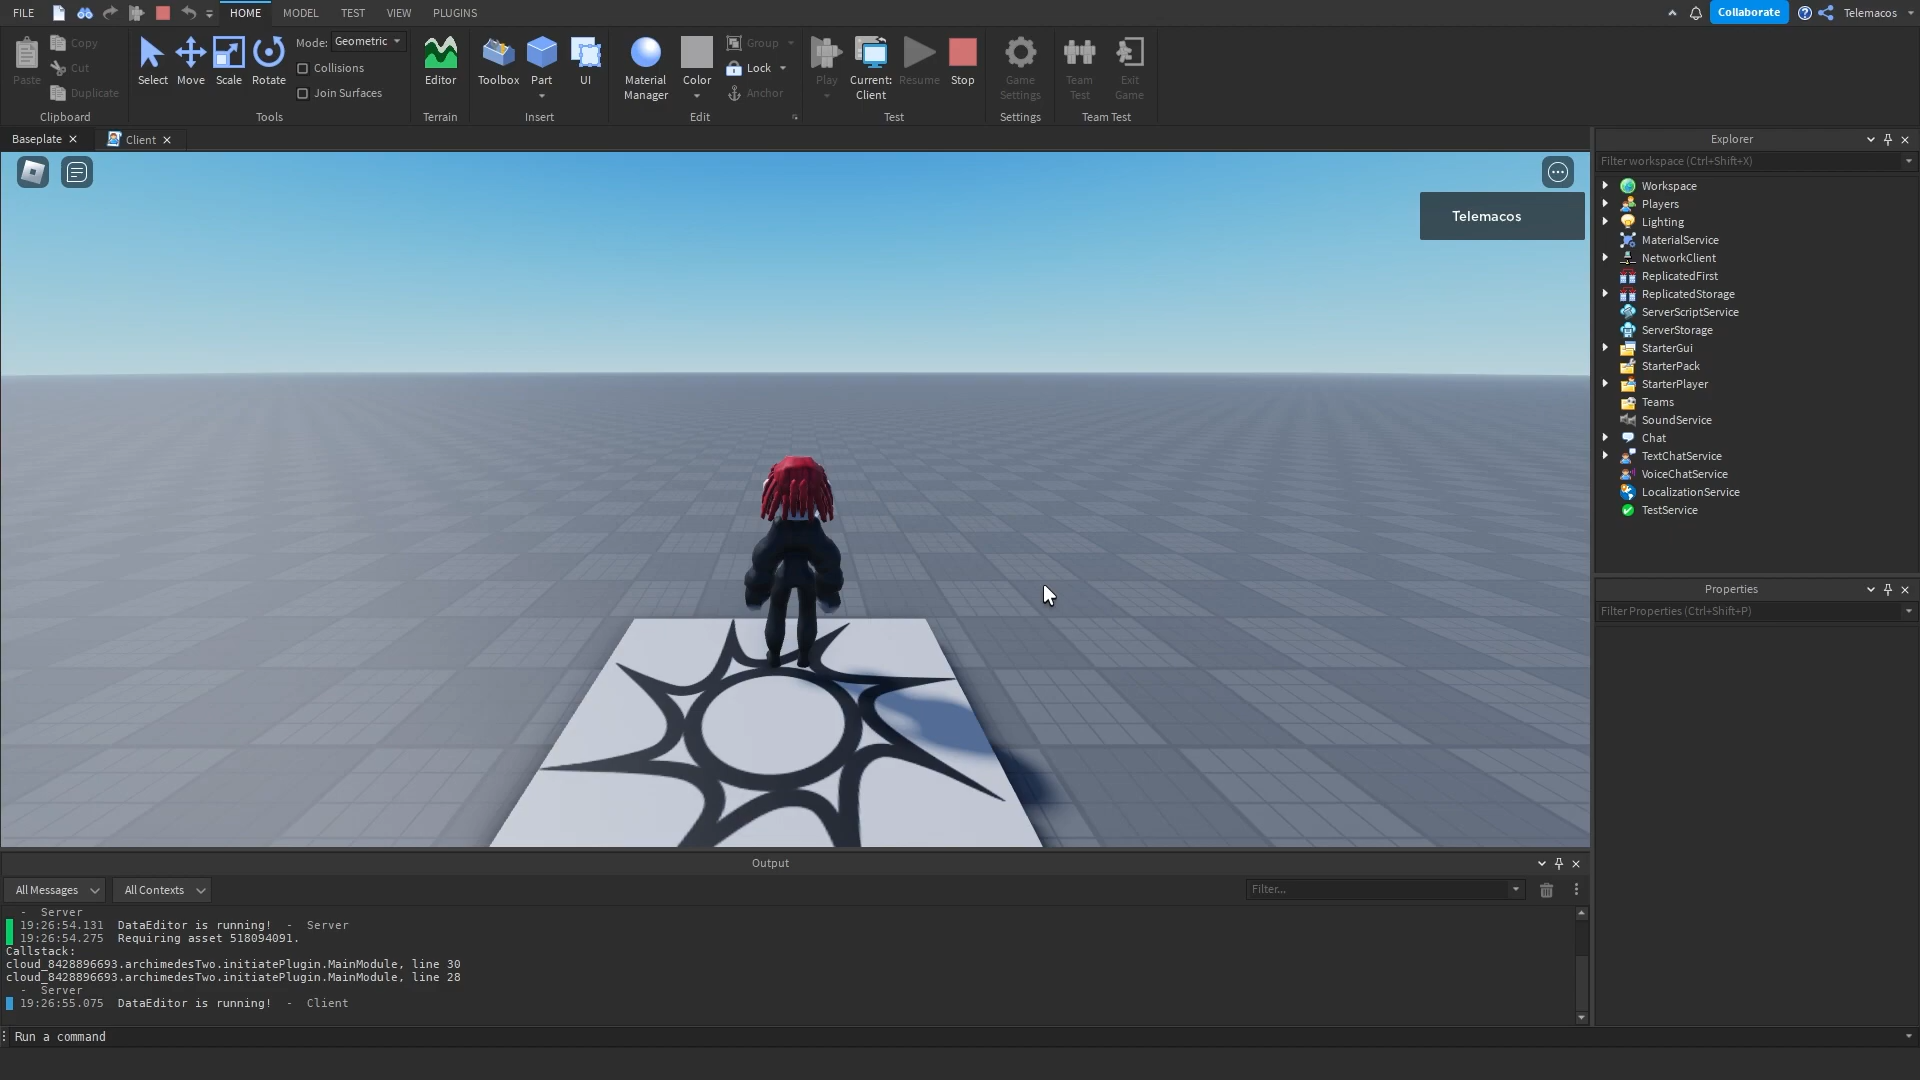 FILE HOME MODEL TEST VIEW PLUGINS Collaborate Telemacos
Paste Copy Cut Duplicate
Clipboard
Select Move Scale Rotate
Mode: Geometric
Collisions
Join Surfaces
Tools
Editor
Terrain
Toolbox Part UI
Insert
Material Manager Color
Group
Lock
Anchor
Edit
Play Current: Client Resume Stop
Test
Game Settings
Settings
Team Test Exit Game
Team Test
Baseplate Client
Telemacos
Explorer
Filter workspace (Ctrl+Shift+X)
Workspace
Players
Lighting
MaterialService
NetworkClient
ReplicatedFirst
ReplicatedStorage
ServerScriptService
ServerStorage
StarterGui
StarterPack
StarterPlayer
Teams
SoundService
Chat
TextChatService
VoiceChatService
LocalizationService
TestService
Properties
Filter Properties (Ctrl+Shift+P)
Output
All Messages All Contexts Filter...
- Server
19:26:54.131 DataEditor is running! - Server
19:26:54.275 Requiring asset 518094091.
Callstack:
cloud_8428896693.archimedesTwo.initiatePlugin.MainModule, line 30
cloud_8428896693.archimedesTwo.initiatePlugin.MainModule, line 28
- Server
19:26:55.075 DataEditor is running! - Client
Run a command